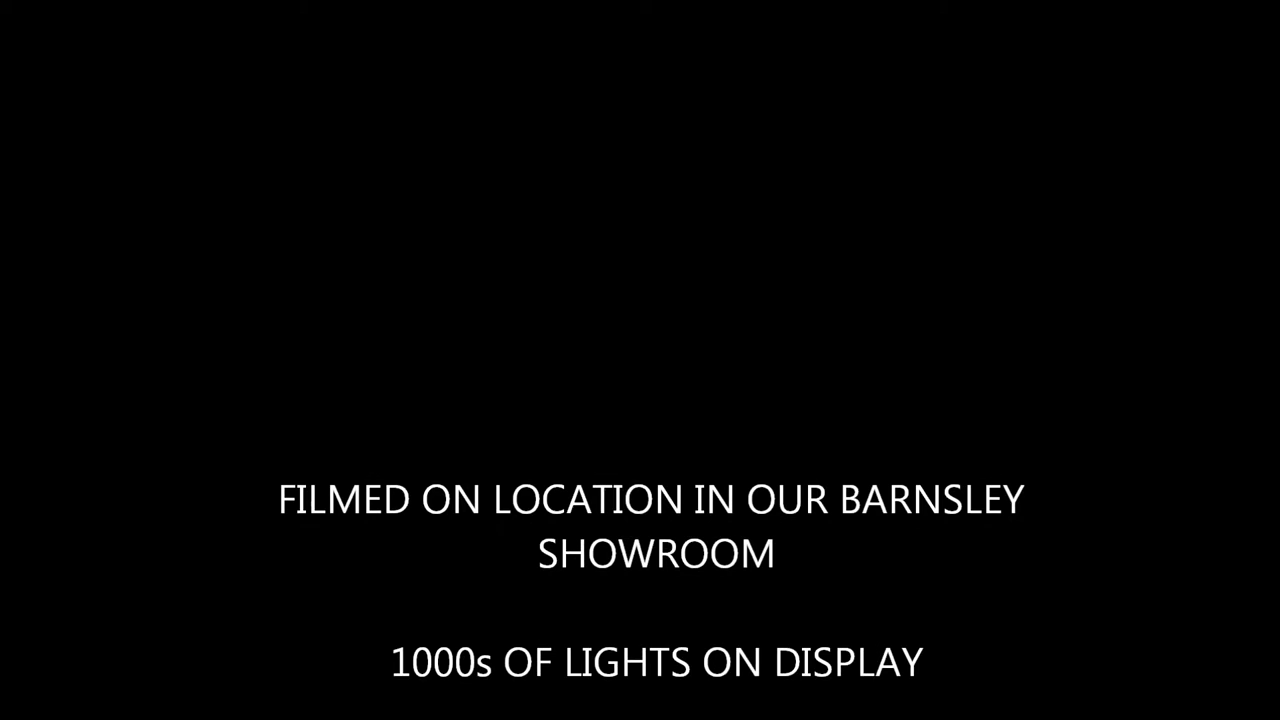 FILMED ON LOCATION IN OUR BARNSLEY
SHOWROOM
1000s OF LIGHTS ON DISPLAY